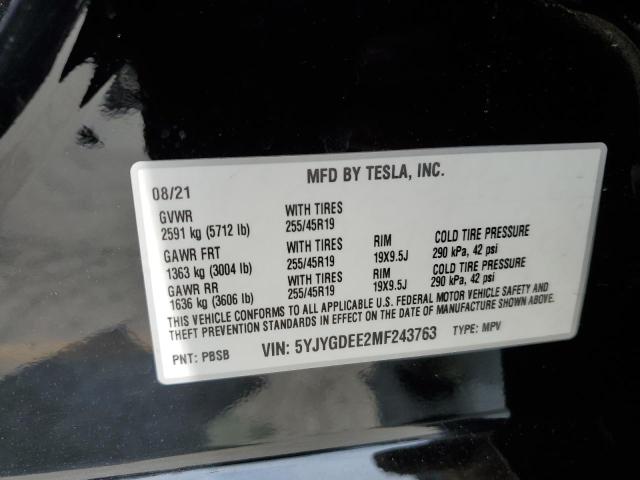 MFD BY TESLA, INC.
08/21
GVWR WITH TIRES
2591 kg (5712 lb) 255/45R19
GAWR FRT WITH TIRES RIM COLD TIRE PRESSURE
1363 kg (3004 lb) 255/45R19 19X9.5J 290 kPa, 42 psi
GAWR RR WITH TIRES RIM COLD TIRE PRESSURE
1636 kg (3606 lb) 255/45R19 19X9.5J 290 kPa, 42 psi
THIS VEHICLE CONFORMS TO ALL APPLICABLE U.S. FEDERAL MOTOR VEHICLE SAFETY AND
THEFT PREVENTION STANDARDS IN EFFECT ON THE DATE OF MANUFACTURE SHOWN ABOVE.
PNT: PBSB VIN: 5YJYGDEE2MF243763 TYPE: MPV